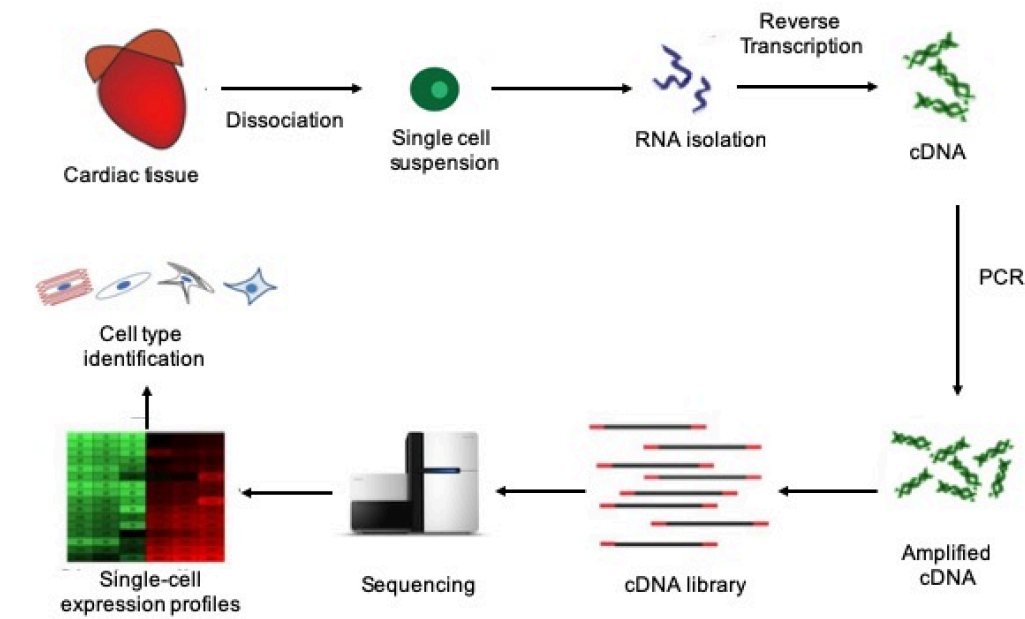 Cardiac tissue
Dissociation
Single cell
suspension
RNA isolation
Reverse
Transcription
cDNA
PCR
Amplified
cDNA
cDNA library
Sequencing
Single-cell
expression profiles
Cell type
identification